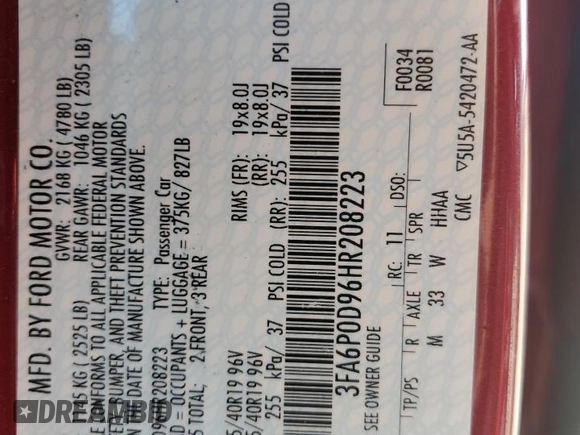 MFD. BY FORD MOTOR CO.
GVWR: 2168 KG ( 4780 LB)
KG ( 2525 LB) REAR GAWR: 1046 KG ( 2305 LB)
CONFORMS TO ALL APPLICABLE FEDERAL MOTOR
BUMPER, AND THEFT PREVENTION STANDARDS
DATE OF MANUFACTURE SHOWN ABOVE.
208223 TYPE: Passenger Car
= OCCUPANTS + LUGGAGE = 375KG/ 827LB
TOTAL: 2 FRONT, 3 REAR
5/40R19 96V RIMS (FR): 19x8.0J
5/40R19 96V (RR): 19x8.0J
255 kPa/ 37 PSI COLD (RR): 255 kPa/ 37 PSI COLD
3FA6P0D96HR208223
SEE OWNER GUIDE
F0034
R0081
RC: 11 DSO:
TP/PS R AXLE TR SPR
M 33 W HHAA
CMC ▽5U5A-5420472-AA
DREAMBID